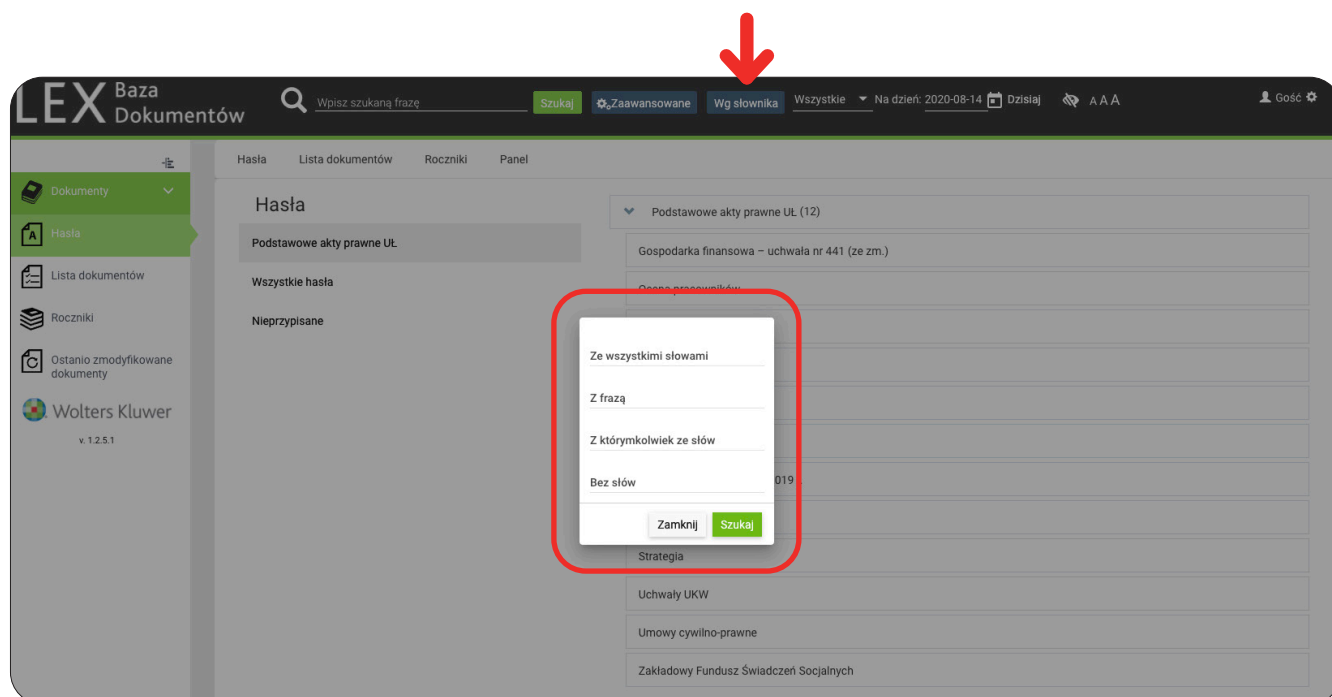 LEX Baza
Dokumentów
Wpisz szukaną frazę
Szukaj
Zaawansowane
Wg słownika
Wszystkie
Na dzień: 2020-08-14
Dzisiaj
A A A
Gość
Dokumenty
Hasła
Lista dokumentów
Roczniki
Ostanio zmodyfikowane
dokumenty
Wolters Kluwer
v. 1.2.5.1
Hasła Lista dokumentów Roczniki Panel
Hasła
Podstawowe akty prawne UŁ
Wszystkie hasła
Nieprzypisane
Podstawowe akty prawne UŁ (12)
Gospodarka finansowa – uchwała nr 441 (ze zm.)
Ocena pracowników
Ze wszystkimi słowami
Z frazą
Z którymkolwiek ze słów
Bez słów
Zamknij Szukaj
019
Strategia
Uchwały UKW
Umowy cywilno-prawne
Zakładowy Fundusz Świadczeń Socjalnych